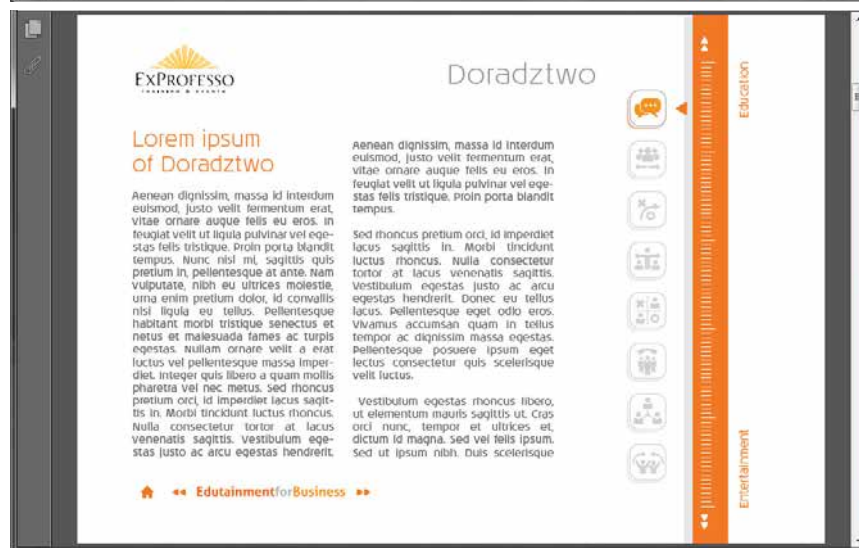 EXPROFESSO
TRAINING & EVENTS
Doradztwo
Lorem ipsum
of Doradztwo
Aenean dignissim, massa id interdum
euismod, justo velit fermentum erat,
vitae ornare augue felis eu eros. In
feugiat velit ut ligula pulvinar vel ege-
stas felis tristique. Proin porta blandit
tempus. Nunc nisl mi, sagittis quis
pretium in, pellentesque at ante. Nam
vulputate, nibh eu ultrices molestie,
urna enim pretium dolor, id convallis
nisl ligula eu tellus. Pellentesque
habitant morbi tristique senectus et
netus et malesuada fames ac turpis
egestas. Nullam ornare velit a erat
luctus vel pellentesque massa imper-
diet. Integer quis libero a quam mollis
pharetra vel nec metus. Sed rhoncus
pretium orci, id imperdiet lacus sagit-
tis in. Morbi tincidunt luctus rhoncus.
Nulla consectetur tortor at lacus
venenatis sagittis. Vestibulum ege-
stas justo ac arcu egestas hendrerit.
Aenean dignissim, massa id interdum
euismod, justo velit fermentum erat,
vitae ornare augue felis eu eros. In
feugiat velit ut ligula pulvinar vel ege-
stas felis tristique. Proin porta blandit
tempus.
Sed rhoncus pretium orci, id imperdiet
lacus sagittis in. Morbi tincidunt
luctus rhoncus. Nulla consectetur
tortor at lacus venenatis sagittis.
Vestibulum egestas justo ac arcu
egestas hendrerit. Donec eu tellus
lacus. Pellentesque eget odio eros.
Vivamus accumsan quam in tellus
tempor ac dignissim massa egestas.
Pellentesque posuere ipsum eget
lectus consectetur quis scelerisque
velit luctus.
Vestibulum egestas rhoncus libero,
ut elementum mauris sagittis ut. Cras
orci nunc, tempor et ultrices et,
dictum id magna. Sed vel felis ipsum.
Sed ut ipsum nibh. Duis scelerisque
EdutainmentforBusiness
Education
Entertainment